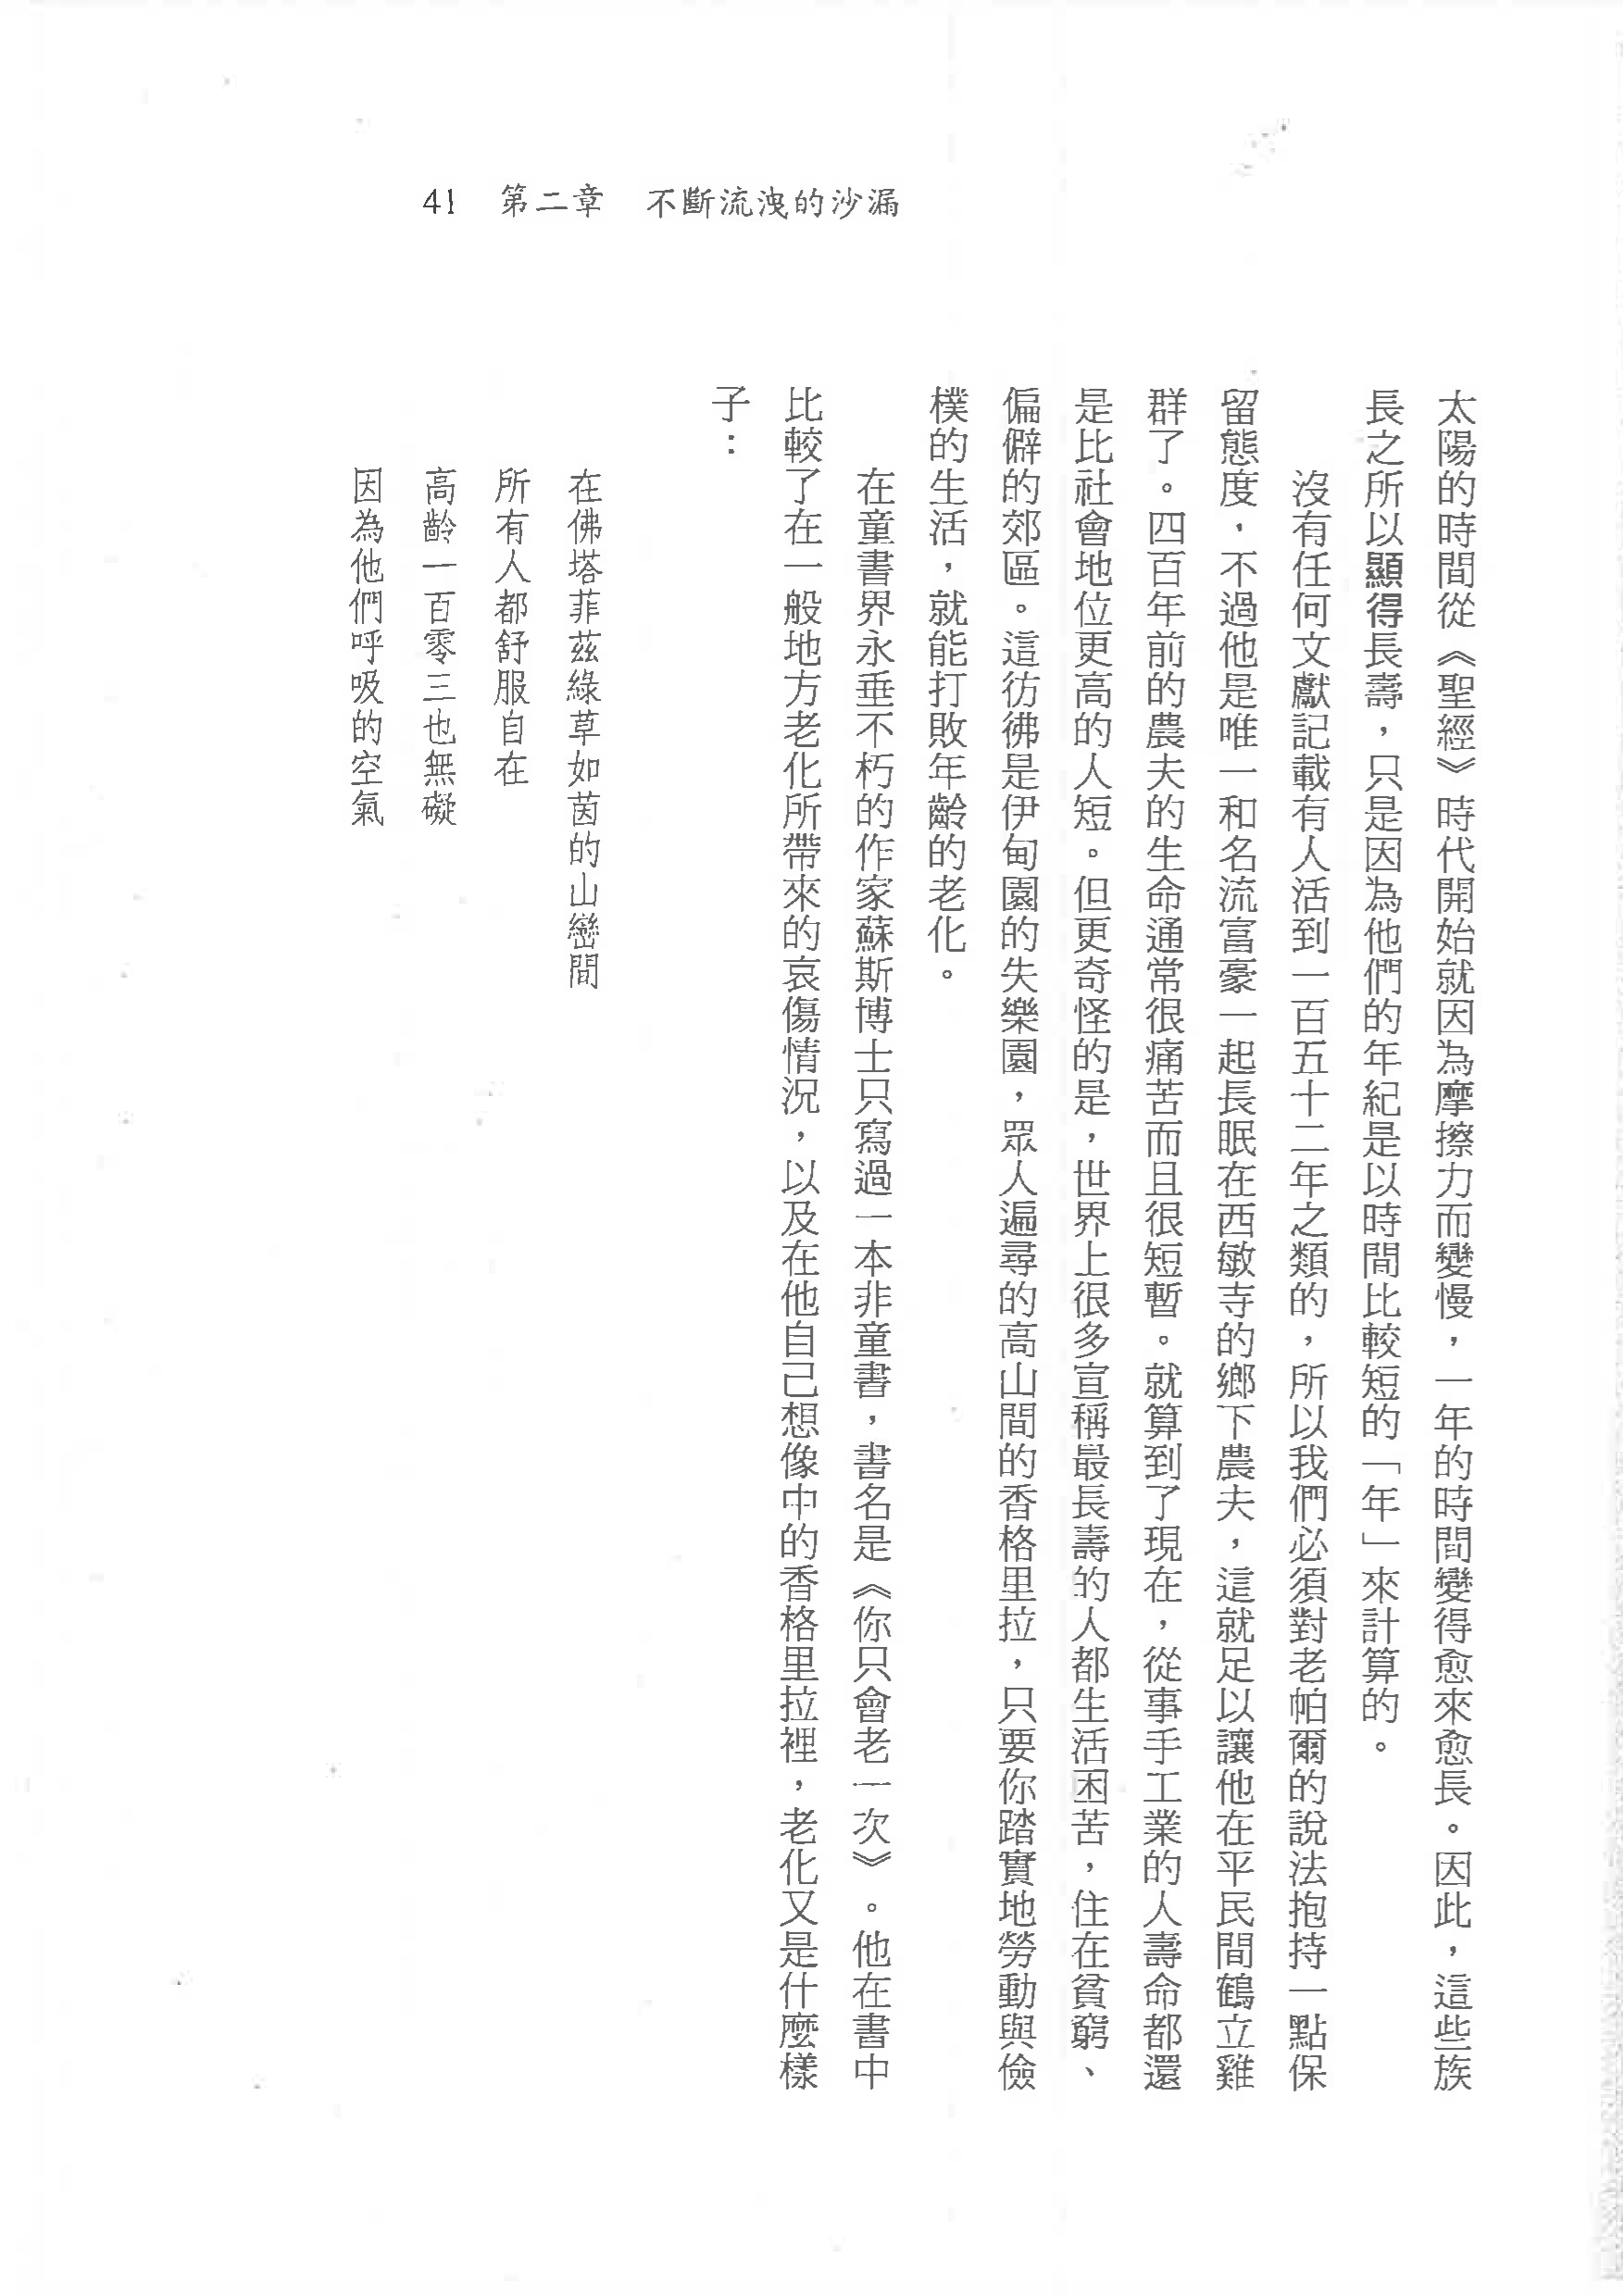 41　第二章　不斷流洩的沙漏
太陽的時間從《聖經》時代開始就因為摩擦力而變慢，一年的時間變得愈來愈長。因此，這些族
長之所以顯得長壽，只是因為他們的年紀是以時間比較短的「年」來計算的。
沒有任何文獻記載有人活到一百五十二年之類的，所以我們必須對老帕爾的說法抱持一點保
留態度，不過他是唯一和名流富豪一起長眠在西敏寺的鄉下農夫，這就足以讓他在平民間鶴立雞
群了。四百年前的農夫的生命通常很痛苦而且很短暫。就算到了現在，從事手工業的人壽命都還
是比社會地位更高的人短。但更奇怪的是，世界上很多宣稱最長壽的人都生活困苦，住在貧窮、
偏僻的郊區。這彷彿是伊甸園的失樂園，眾人遍尋的高山間的香格里拉，只要你踏實地勞動與儉
樸的生活，就能打敗年齡的老化。
在童書界永垂不朽的作家蘇斯博士只寫過一本非童書，書名是《你只會老一次》。他在書中
比較了在一般地方老化所帶來的哀傷情況，以及在他自己想像中的香格里拉裡，老化又是什麼樣
子：
在佛塔菲茲綠草如茵的山巒間
所有人都舒服自在
高齡一百零三也無礙
因為他們呼吸的空氣